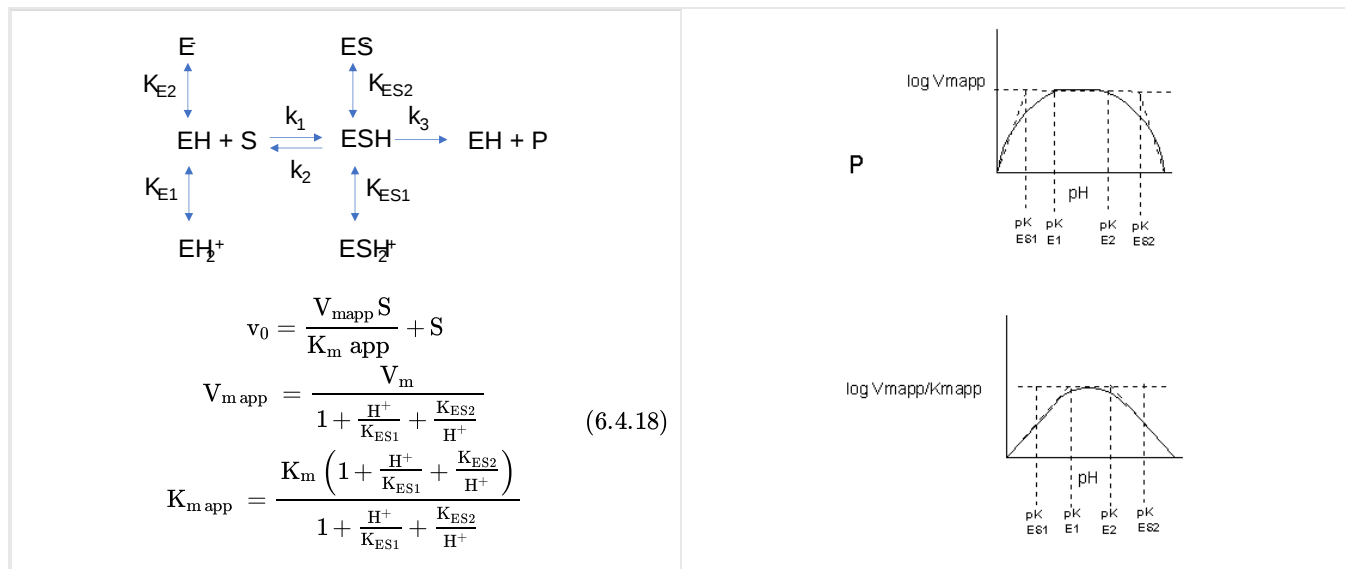 E- ES
K_E2 K_ES2
EH + S k1 k2 ESH k3 EH + P
K_E1 K_ES1
EH2+ ESH2+
v0 = Vmapp S / Km app + S
Vm app = Vm / (1 + H+/K_ES1 + K_ES2/H+) (6.4.18)
Km app = Km (1 + H+/K_ES1 + K_ES2/H+) / (1 + H+/K_ES1 + K_ES2/H+)
log Vmapp
P
pH
pK ES1 pK E1 pK E2 pK ES2
log Vmapp/Kmapp
pH
pK ES1 pK E1 pK E2 pK ES2